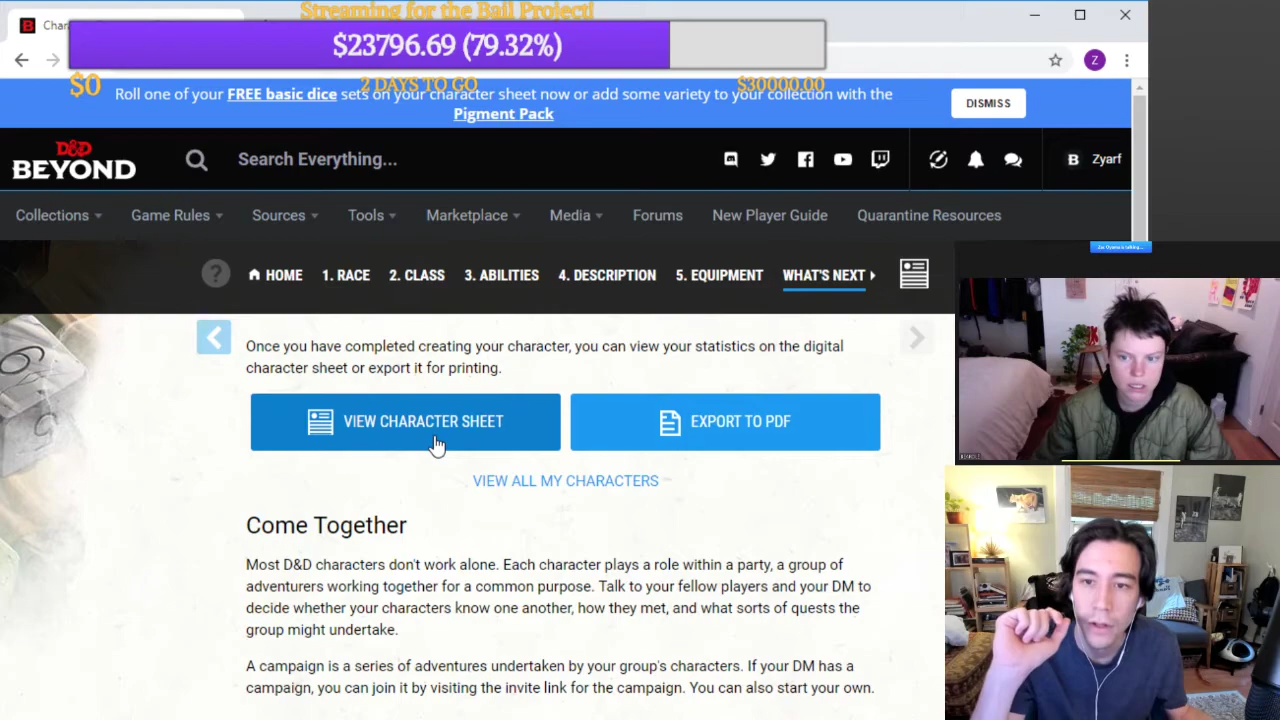 Streaming for the Bail Project!
Char
$23796.69 (79.32%)
$0
2 DAYS TO GO
$30000.00
Z
Roll one of your FREE basic dice sets on your character sheet now or add some variety to your collection with the
Pigment Pack
DISMISS
D&D
BEYOND
Search Everything...
B Zyarf
Collections
Game Rules
Sources
Tools
Marketplace
Media
Forums
New Player Guide
Quarantine Resources
? HOME
1. RACE
2. CLASS
3. ABILITIES
4. DESCRIPTION
5. EQUIPMENT
WHAT'S NEXT
Once you have completed creating your character, you can view your statistics on the digital
character sheet or export it for printing.
VIEW CHARACTER SHEET
EXPORT TO PDF
VIEW ALL MY CHARACTERS
Come Together
Most D&D characters don't work alone. Each character plays a role within a party, a group of
adventurers working together for a common purpose. Talk to your fellow players and your DM to
decide whether your characters know one another, how they met, and what sorts of quests the
group might undertake.
A campaign is a series of adventures undertaken by your group's characters. If your DM has a
campaign, you can join it by visiting the invite link for the campaign. You can also start your own.